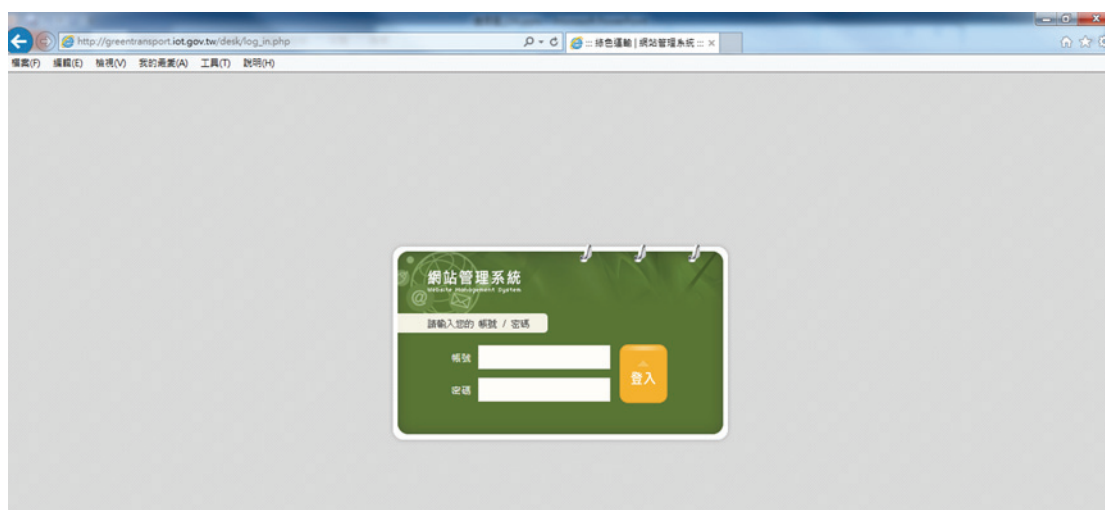 http://greentransport.iot.gov.tw/desk/log_in.php
::: 綠色運輸 | 網站管理系統 :::
檔案(F) 編輯(E) 檢視(V) 我的最愛(A) 工具(T) 說明(H)
網站管理系統
Website Management System
請輸入您的 帳號 / 密碼
帳號
密碼
登入